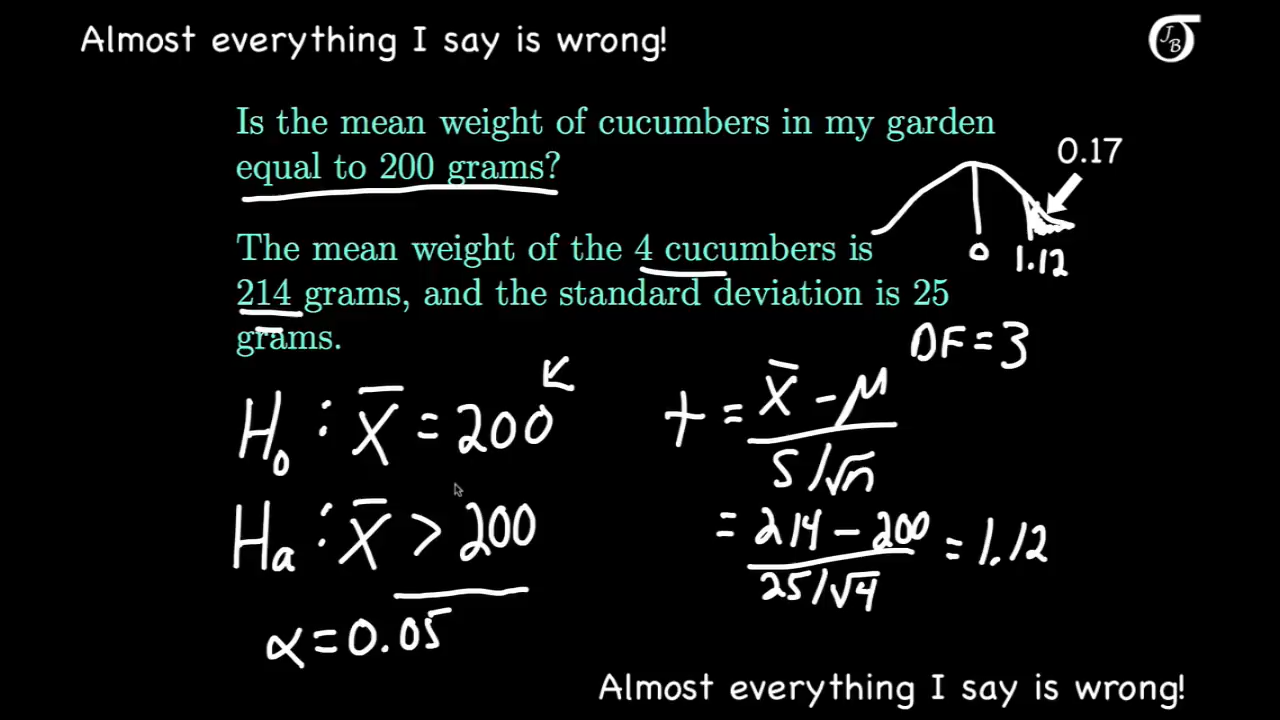 Almost everything I say is wrong!
JB
Is the mean weight of cucumbers in my garden
equal to 200 grams?
0.17
0
1.12
The mean weight of the 4 cucumbers is
214 grams, and the standard deviation is 25
grams.
DF = 3
H₀ : X̄ = 200
Hₐ : X̄ > 200
α = 0.05
t = X̄ - μ
S/√n
= 214 - 200 = 1.12
25/√4
Almost everything I say is wrong!